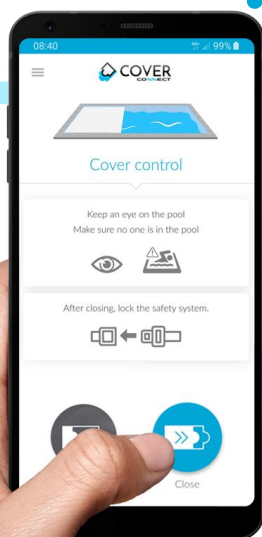 08:40
99%
COVER
CONNECT
Cover control
Keep an eye on the pool
Make sure no one is in the pool
After closing, lock the safety system.
Close